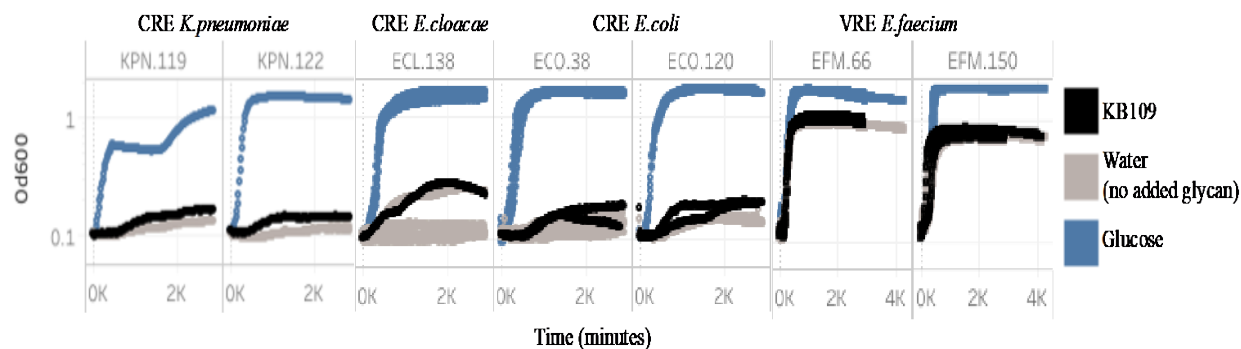 CRE K.pneumoniae CRE E.cloacae CRE E.coli VRE E.faecium
KPN.119 KPN.122 ECL.138 ECO.38 ECO.120 EFM.66 EFM.150
Od600
1
0.1
KB109
Water
(no added glycan)
Glucose
0K 2K 0K 2K 0K 2K 0K 2K 0K 2K 0K 2K 4K 0K 2K 4K
Time (minutes)